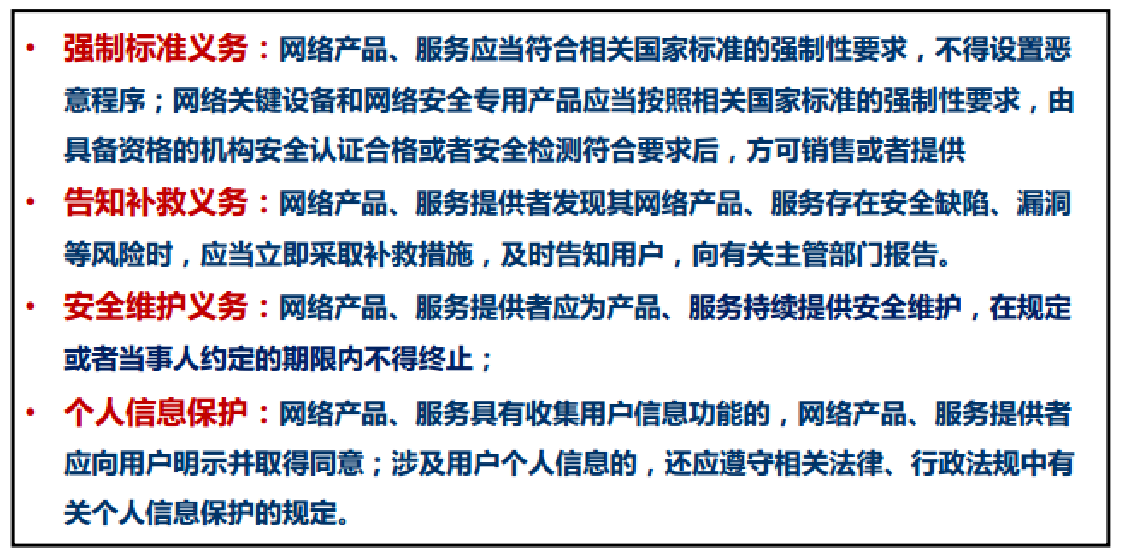 • 强制标准义务：网络产品、服务应当符合相关国家标准的强制性要求，不得设置恶
意程序；网络关键设备和网络安全专用产品应当按照相关国家标准的强制性要求，由
具备资格的机构安全认证合格或者安全检测符合要求后，方可销售或者提供
• 告知补救义务：网络产品、服务提供者发现其网络产品、服务存在安全缺陷、漏洞
等风险时，应当立即采取补救措施，及时告知用户，向有关主管部门报告。
• 安全维护义务：网络产品、服务提供者应为产品、服务持续提供安全维护，在规定
或者当事人约定的期限内不得终止；
• 个人信息保护：网络产品、服务具有收集用户信息功能的，网络产品、服务提供者
应向用户明示并取得同意；涉及用户个人信息的，还应遵守相关法律、行政法规中有
关个人信息保护的规定。